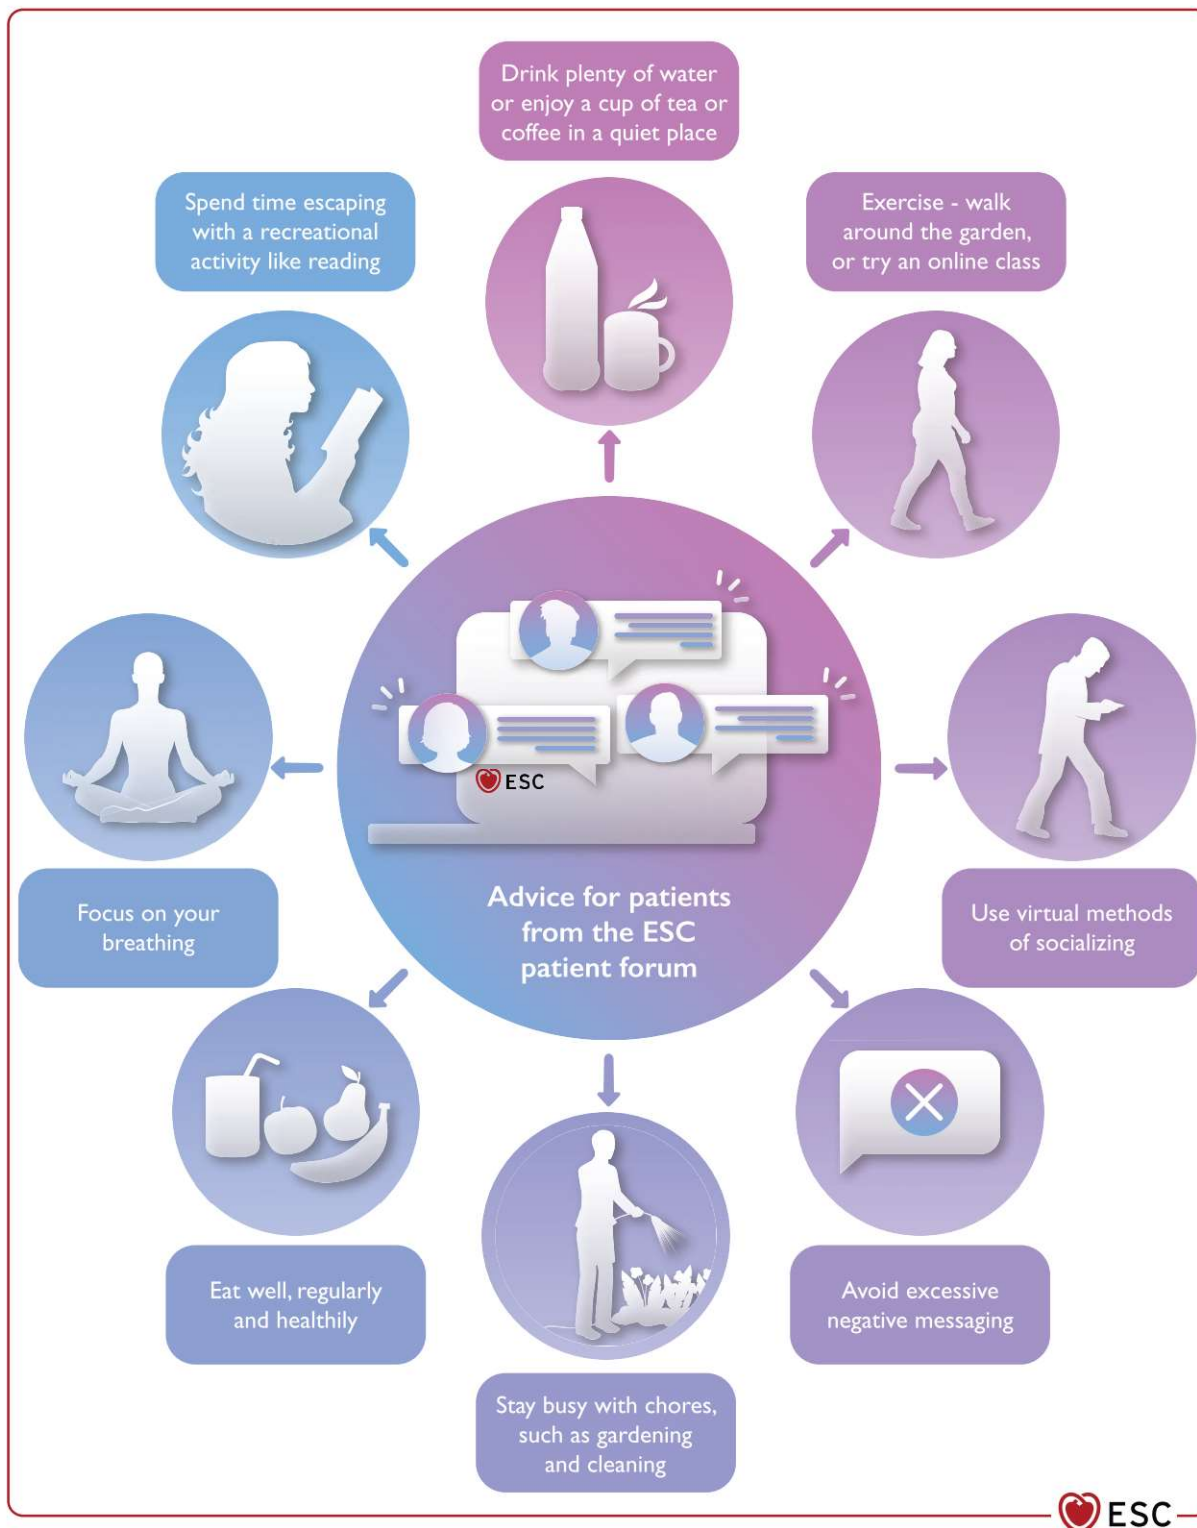 Drink plenty of water
or enjoy a cup of tea or
coffee in a quiet place
Spend time escaping
with a recreational
activity like reading
Exercise - walk
around the garden,
or try an online class
ESC
Advice for patients
from the ESC
patient forum
Focus on your
breathing
Use virtual methods
of socializing
Eat well, regularly
and healthily
Avoid excessive
negative messaging
Stay busy with chores,
such as gardening
and cleaning
ESC